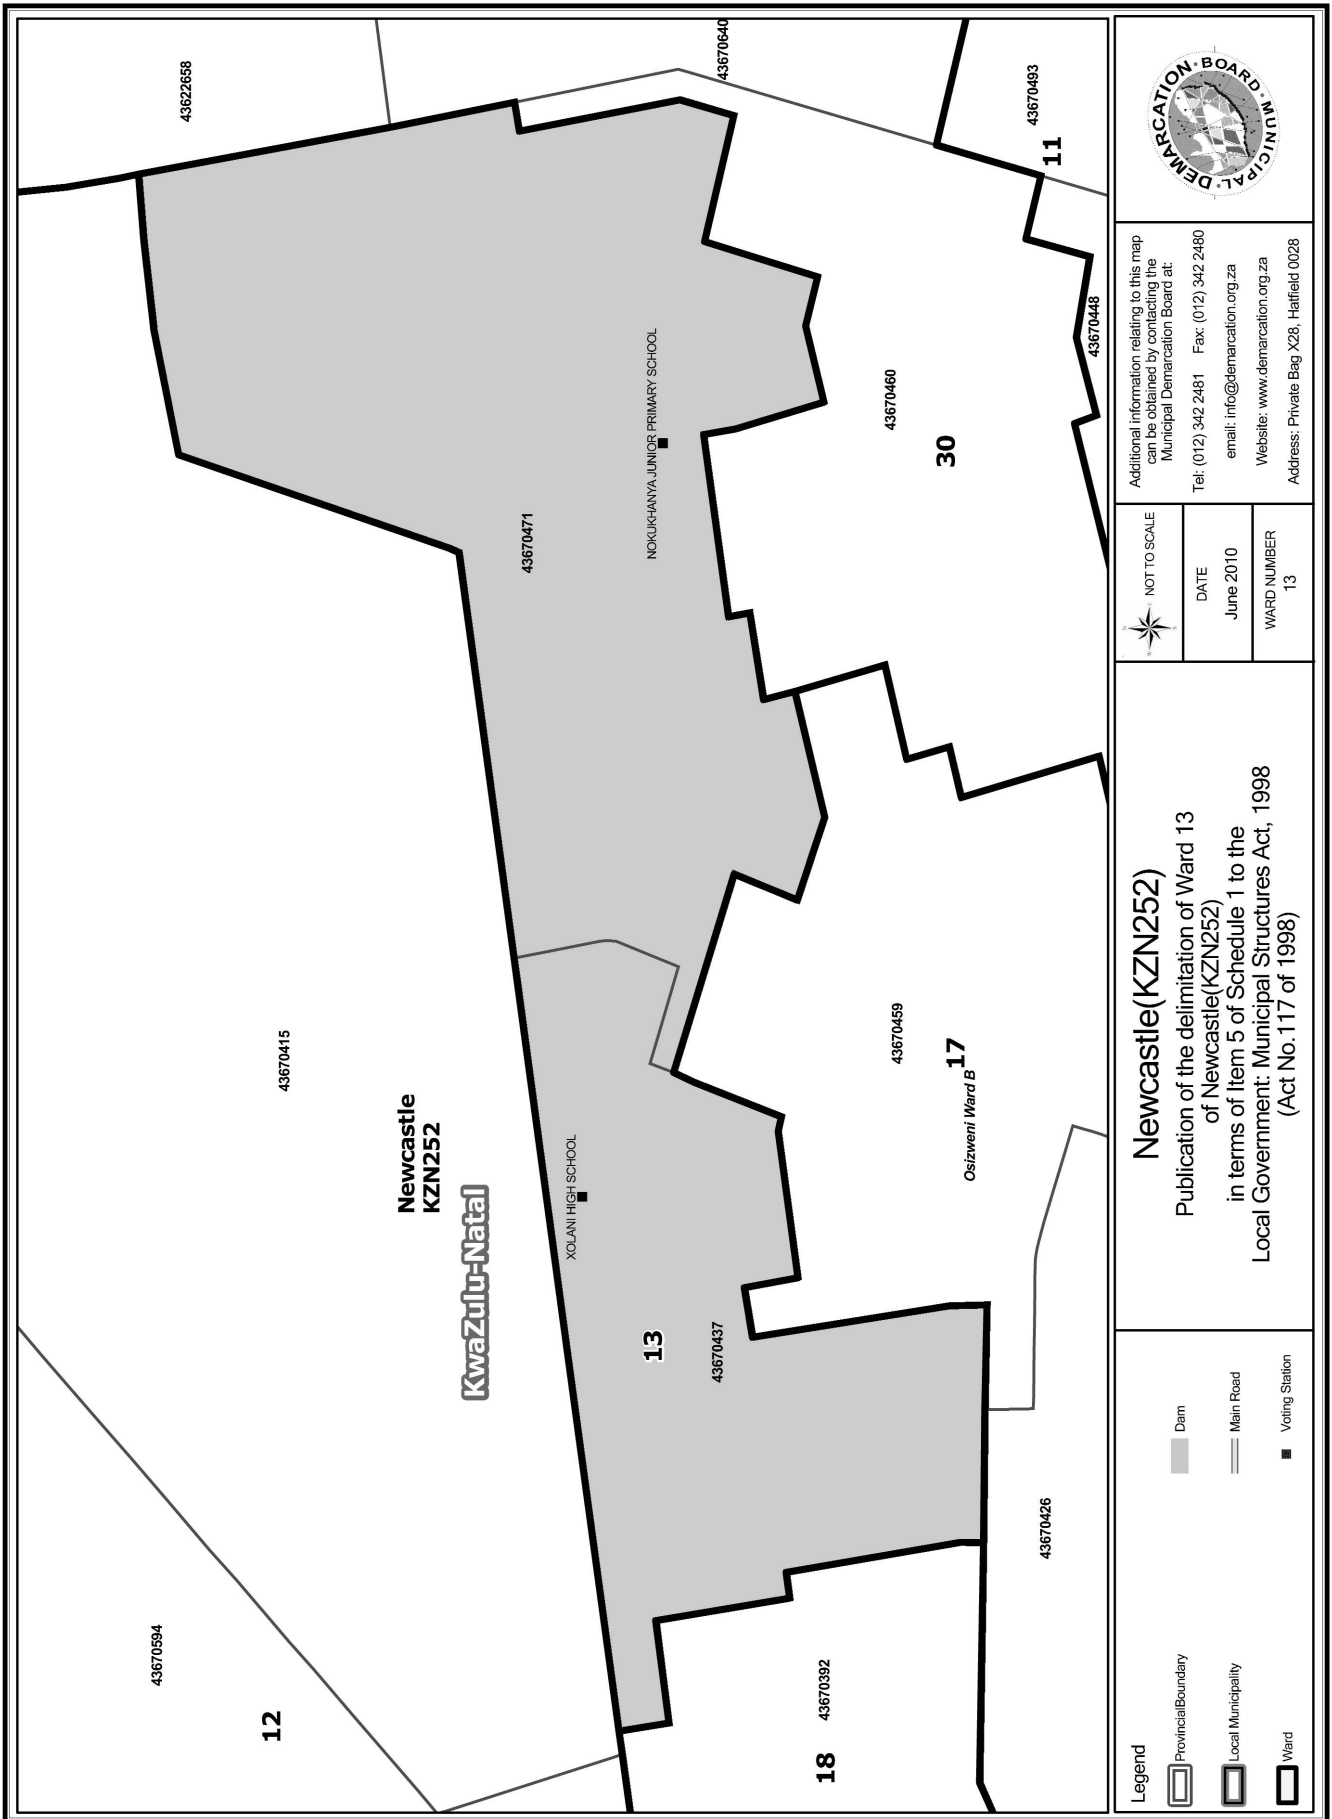 43670594
12
43670415
43622658
Newcastle
KZN252
KwaZulu-Natal
43670471
XOLANI HIGH SCHOOL
NOKUKHANYA JUNIOR PRIMARY SCHOOL
43670640
13
43670437
18
43670392
43670459
17
Osizweni Ward B
43670460
30
43670493
11
43670426
43670448
Legend
ProvincialBoundary
Local Municipality
Ward
Dam
Main Road
Voting Station
Newcastle(KZN252)
Publication of the delimitation of Ward 13
of Newcastle(KZN252)
in terms of Item 5 of Schedule 1 to the
Local Government: Municipal Structures Act, 1998
(Act No.117 of 1998)
NOT TO SCALE
DATE
June 2010
WARD NUMBER
13
Additional information relating to this map
can be obtained by contacting the
Municipal Demarcation Board at:
Tel: (012) 342 2481 Fax: (012) 342 2480
email: info@demarcation.org.za
Website: www.demarcation.org.za
Address: Private Bag X28, Hatfield 0028
DEMARCATION • BOARD • MUNICIPAL •